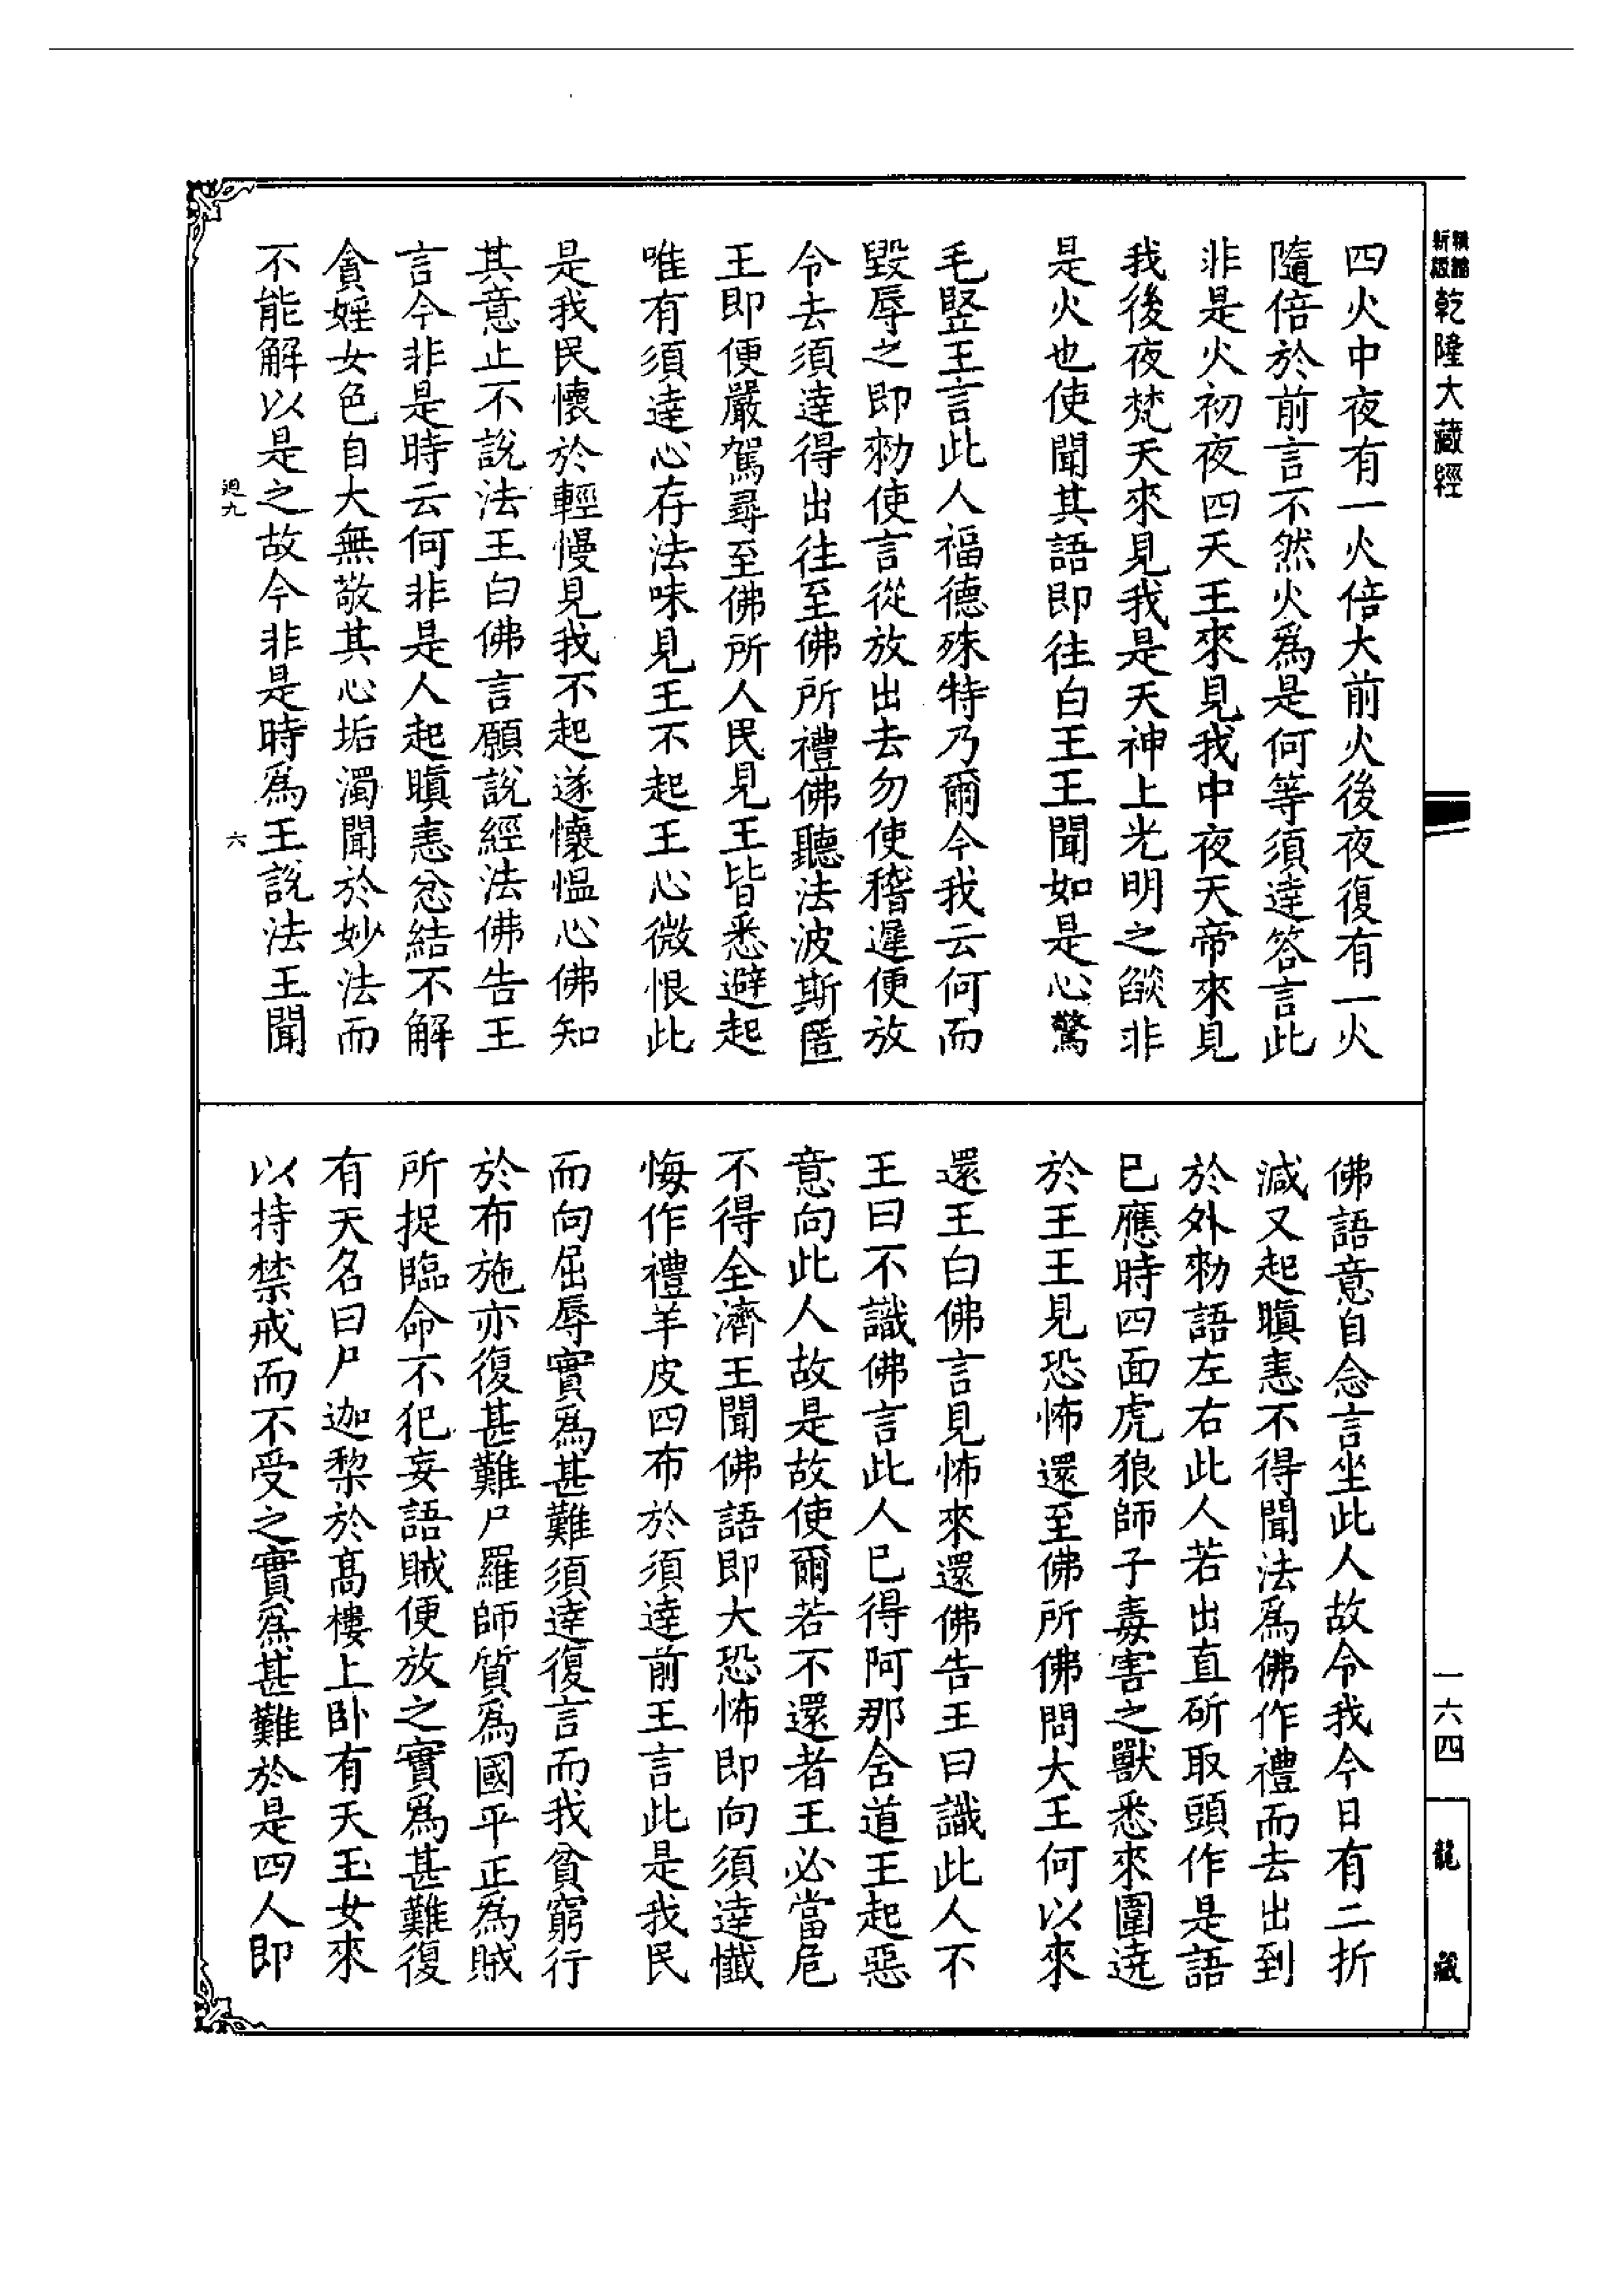 新編
縮版
乾隆大藏經
一六四
龍藏
四火中夜有一火倍大前火後夜復有一火
隨倍於前言不然火爲是何等須達答言此
非是火初夜四天王來見我中夜天帝來見
我後夜梵天來見我是天神上光明之燄非
是火也使聞其語即往白王王聞如是心驚
毛竪王言此人福德殊特乃爾今我云何而
毀辱之即勑使言從放出去勿使稽遲便放
令去須達得出往至佛所禮佛聽法波斯匿
王即便嚴駕尋至佛所人民見王皆悉避起
唯有須達心存法味見王不起王心微恨此
是我民懷於輕慢見我不起遂懷愠心佛知
其意止不說法王白佛言願說經法佛告王
言今非是時云何非是人起瞋恚忿結不解
貪婬女色自大無敬其心垢濁聞於妙法而
不能解以是之故今非是時爲王說法王聞
迴九
六
佛語意自念言坐此人故令我今日有二折
減又起瞋恚不得聞法爲佛作禮而去出到
於外勑語左右此人若出直斫取頭作是語
已應時四面虎狼師子毒害之獸悉來圍遶
於王王見恐怖還至佛所佛問大王何以來
還王白佛言見怖來還佛告王曰識此人不
王曰不識佛言此人已得阿那含道王起惡
意向此人故是故使爾若不還者王必當危
不得全濟王聞佛語即大恐怖即向須達懺
悔作禮羊皮四布於須達前王言此是我民
而向屈辱實爲甚難須達復言而我貧窮行
於布施亦復甚難尸羅師質爲國平正爲賊
所捉臨命不犯妄語賊便放之實爲甚難復
有天名曰尸迦棃於髙樓上卧有天玉女來
以持禁戒而不受之實爲甚難於是四人即